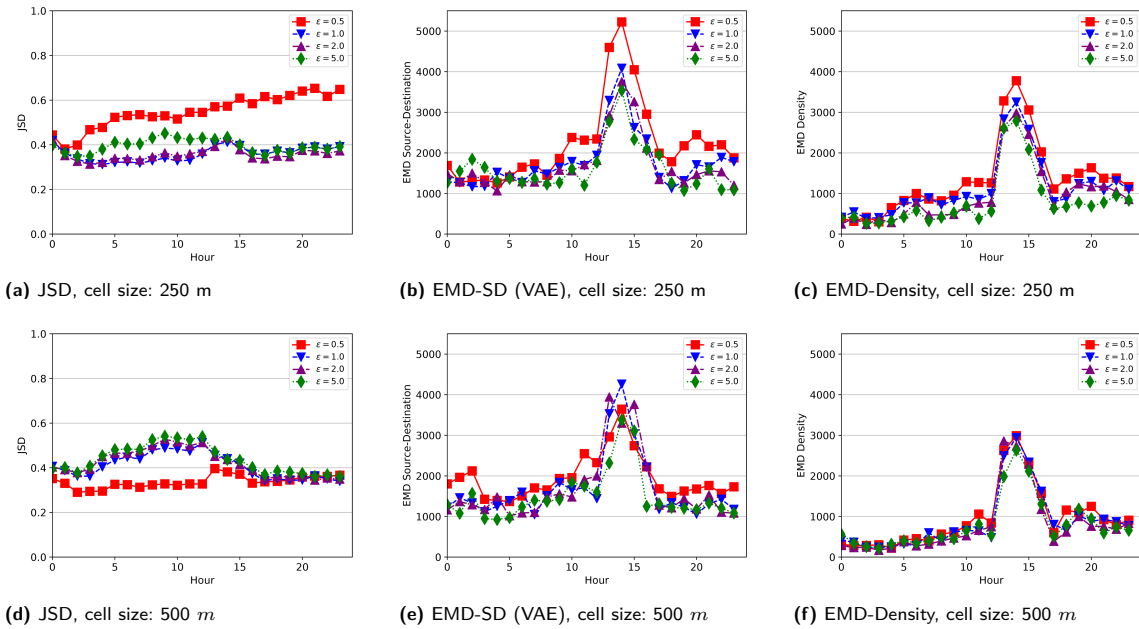 1.0
0.8
0.6
0.4
0.2
0.0
JSD
0 5 10 15 20
Hour
ε = 0.5
ε = 1.0
ε = 2.0
ε = 5.0
(a) JSD, cell size: 250 m
5000
4000
3000
2000
1000
0
EMD Source-Destination
0 5 10 15 20
Hour
ε = 0.5
ε = 1.0
ε = 2.0
ε = 5.0
(b) EMD-SD (VAE), cell size: 250 m
5000
4000
3000
2000
1000
0
EMD Density
0 5 10 15 20
Hour
ε = 0.5
ε = 1.0
ε = 2.0
ε = 5.0
(c) EMD-Density, cell size: 250 m
1.0
0.8
0.6
0.4
0.2
0.0
JSD
0 5 10 15 20
Hour
ε = 0.5
ε = 1.0
ε = 2.0
ε = 5.0
(d) JSD, cell size: 500 m
5000
4000
3000
2000
1000
0
EMD Source-Destination
0 5 10 15 20
Hour
ε = 0.5
ε = 1.0
ε = 2.0
ε = 5.0
(e) EMD-SD (VAE), cell size: 500 m
5000
4000
3000
2000
1000
0
EMD Density
0 5 10 15 20
Hour
ε = 0.5
ε = 1.0
ε = 2.0
ε = 5.0
(f) EMD-Density, cell size: 500 m